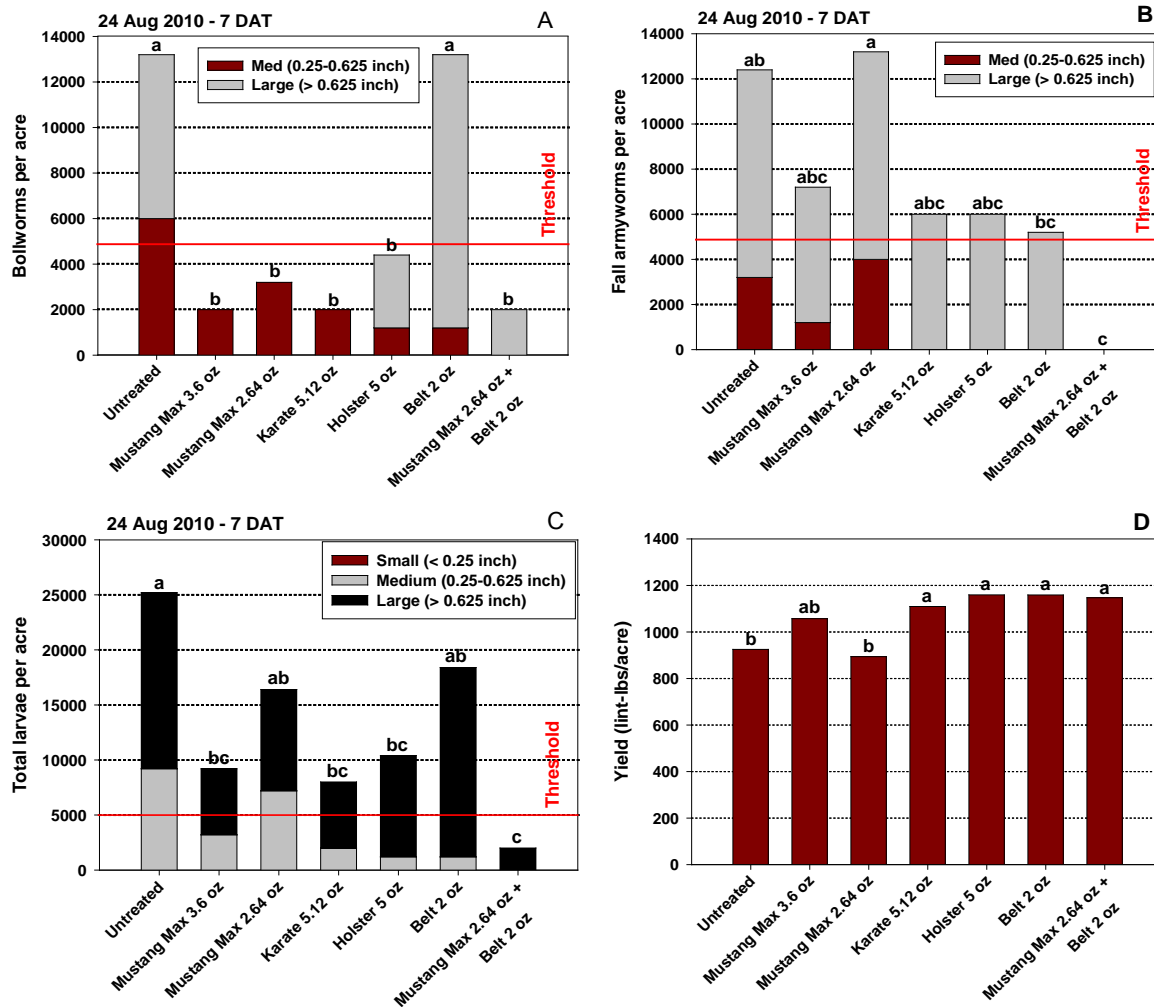 24 Aug 2010 - 7 DAT
A
Bollworms per acre
14000
12000
10000
8000
6000
4000
2000
0
Med (0.25-0.625 inch)
Large (> 0.625 inch)
Threshold
a
b
b
b
b
a
b
Untreated
Mustang Max 3.6 oz
Mustang Max 2.64 oz
Karate 5.12 oz
Holster 5 oz
Belt 2 oz
Mustang Max 2.64 oz +
Belt 2 oz
24 Aug 2010 - 7 DAT
B
Fall armyworms per acre
14000
12000
10000
8000
6000
4000
2000
0
Med (0.25-0.625 inch)
Large (> 0.625 inch)
Threshold
ab
abc
a
abc
abc
bc
c
Untreated
Mustang Max 3.6 oz
Mustang Max 2.64 oz
Karate 5.12 oz
Holster 5 oz
Belt 2 oz
Mustang Max 2.64 oz +
Belt 2 oz
24 Aug 2010 - 7 DAT
C
Total larvae per acre
30000
25000
20000
15000
10000
5000
0
Small (< 0.25 inch)
Medium (0.25-0.625 inch)
Large (> 0.625 inch)
Threshold
a
bc
ab
bc
bc
ab
c
Untreated
Mustang Max 3.6 oz
Mustang Max 2.64 oz
Karate 5.12 oz
Holster 5 oz
Belt 2 oz
Mustang Max 2.64 oz +
Belt 2 oz
D
Yield (lint-lbs/acre)
1400
1200
1000
800
600
400
200
0
b
ab
b
a
a
a
a
Untreated
Mustang Max 3.6 oz
Mustang Max 2.64 oz
Karate 5.12 oz
Holster 5 oz
Belt 2 oz
Mustang Max 2.64 oz +
Belt 2 oz